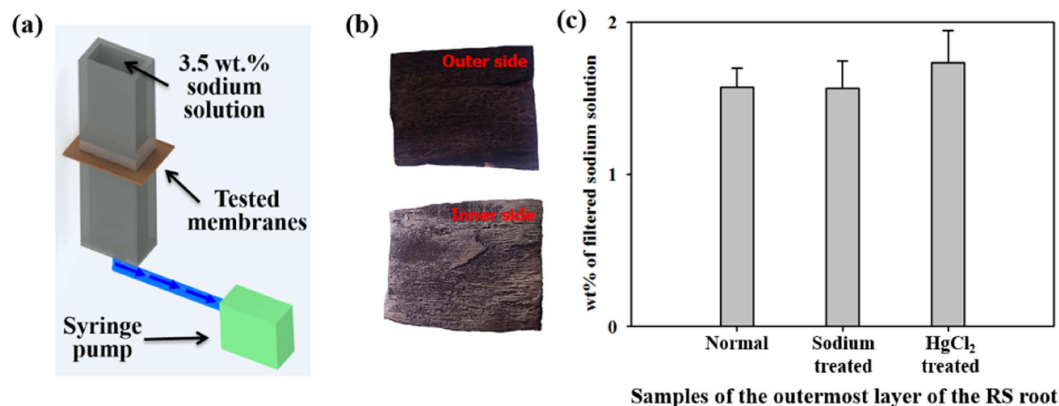 (a)
3.5 wt.%
sodium
solution
Tested
membranes
Syringe
pump
(b)
Outer side
Inner side
(c)
wt% of filtered sodium solution
2
1
0
Normal
Sodium
treated
HgCl₂
treated
Samples of the outermost layer of the RS root